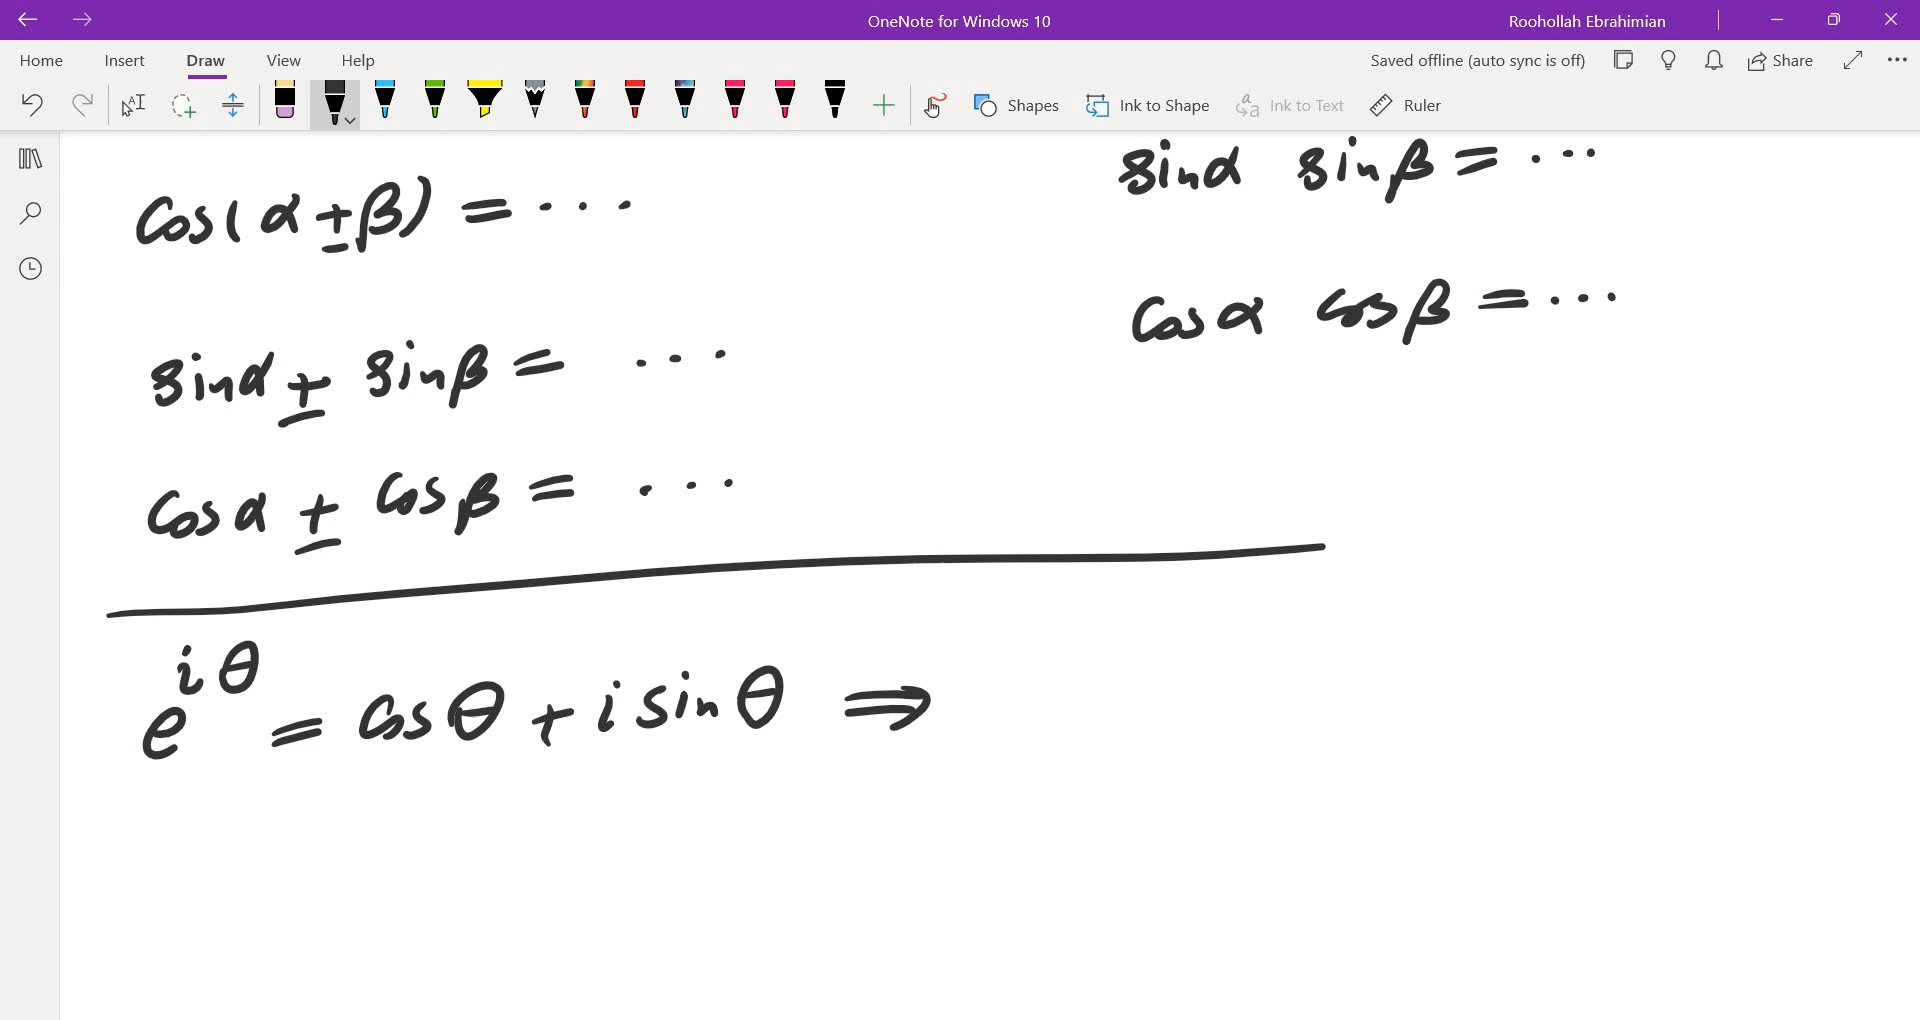 OneNote for Windows 10
Roohollah Ebrahimian
Home Insert Draw View Help
Saved offline (auto sync is off) Share
Shapes Ink to Shape Ink to Text Ruler
sinα sinβ = ...
cos(α ± β) = ...
cosα cosβ = ...
sinα ± sinβ = ...
cosα ± cosβ = ...
e^{iθ} = cosθ + i sinθ ⇒